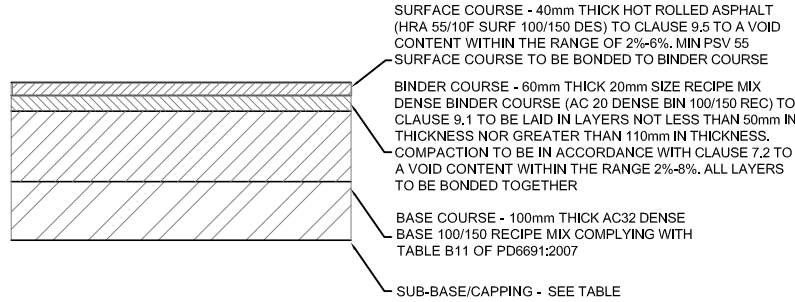 SURFACE COURSE - 40mm THICK HOT ROLLED ASPHALT
(HRA 55/10F SURF 100/150 DES) TO CLAUSE 9.5 TO A VOID
CONTENT WITHIN THE RANGE OF 2%-6%. MIN PSV 55
SURFACE COURSE TO BE BONDED TO BINDER COURSE
BINDER COURSE - 60mm THICK 20mm SIZE RECIPE MIX
DENSE BINDER COURSE (AC 20 DENSE BIN 100/150 REC) TO
CLAUSE 9.1 TO BE LAID IN LAYERS NOT LESS THAN 50mm IN
THICKNESS NOR GREATER THAN 110mm IN THICKNESS.
COMPACTION TO BE IN ACCORDANCE WITH CLAUSE 7.2 TO
A VOID CONTENT WITHIN THE RANGE 2%-8%. ALL LAYERS
TO BE BONDED TOGETHER
BASE COURSE - 100mm THICK AC32 DENSE
BASE 100/150 RECIPE MIX COMPLYING WITH
TABLE B11 OF PD6691:2007
SUB-BASE/CAPPING - SEE TABLE